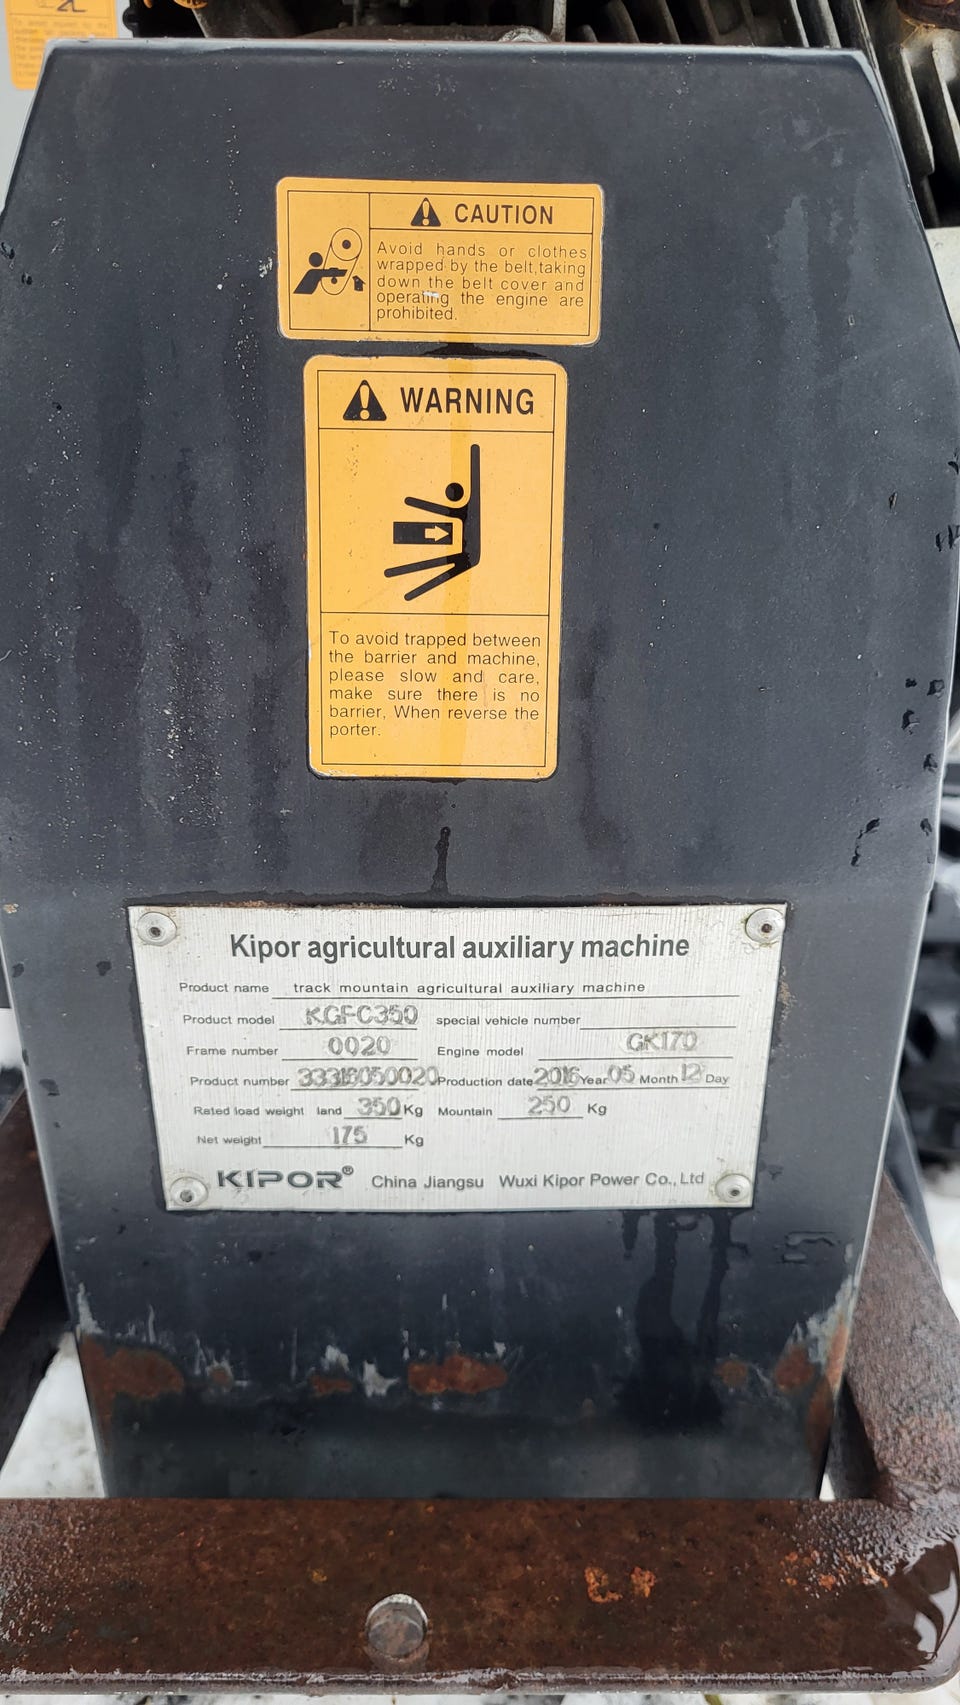 CAUTION
Avoid hands or clothes
wrapped by the belt,taking
down the belt cover and
operating the engine are
prohibited.
WARNING
To avoid trapped between
the barrier and machine,
please slow and care,
make sure there is no
barrier, When reverse the
porter.
Kipor agricultural auxiliary machine
Product name track mountain agricultural auxiliary machine
Product model KGFC350 special vehicle number
Frame number 0020 Engine model GK170
Product number 33316050020 Production date 2016 Year 05 Month 12 Day
Rated load weight land 350 Kg Mountain 250 Kg
Net weight 175 Kg
KIPOR® China Jiangsu Wuxi Kipor Power Co., Ltd